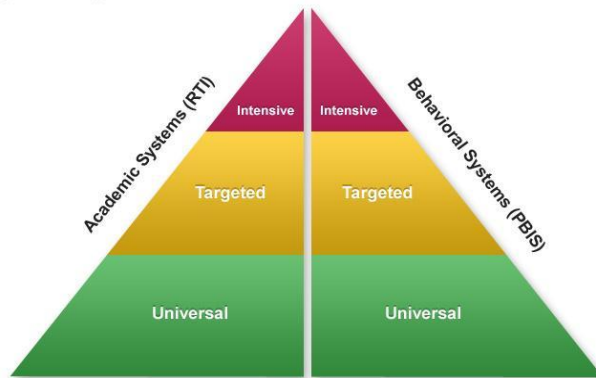 Academic Systems (RTI)
Behavioral Systems (PBIS)
Intensive
Intensive
Targeted
Targeted
Universal
Universal